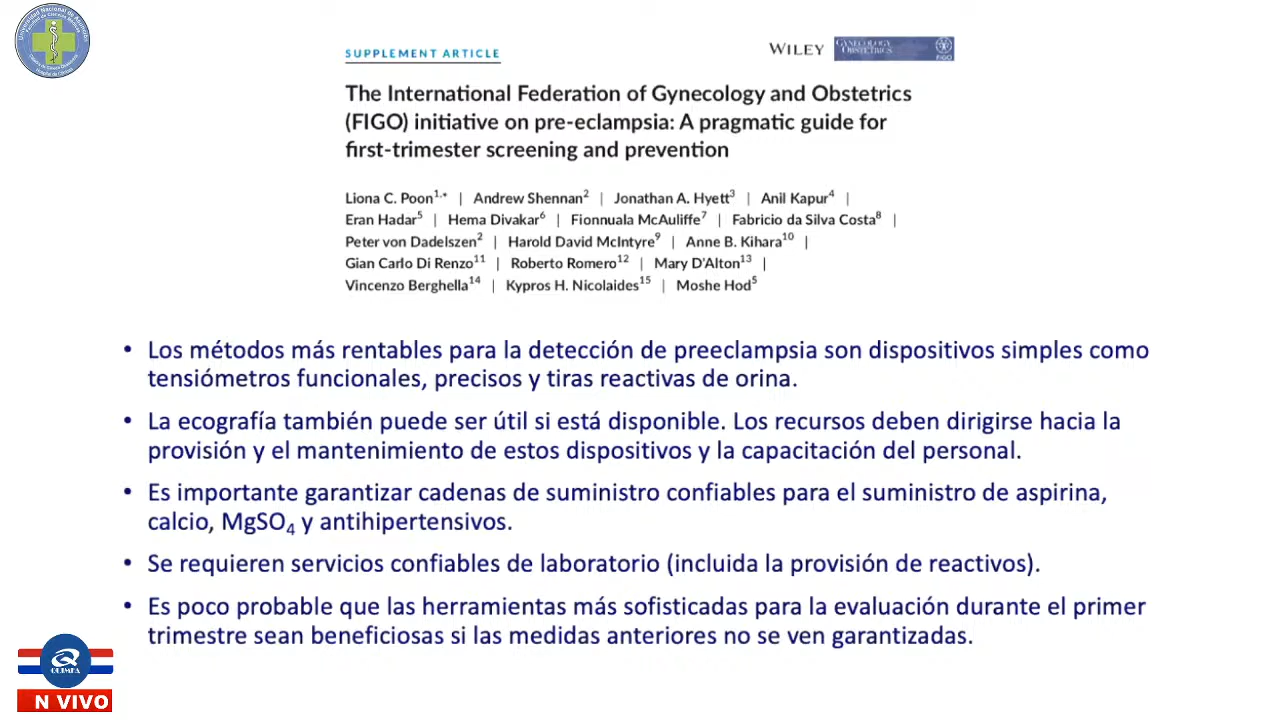 SUPPLEMENT ARTICLE
WILEY
GYNECOLOGY
OBSTETRICS
FIGO
The International Federation of Gynecology and Obstetrics
(FIGO) initiative on pre-eclampsia: A pragmatic guide for
first-trimester screening and prevention
Liona C. Poon1,* | Andrew Shennan2 | Jonathan A. Hyett3 | Anil Kapur4 |
Eran Hadar5 | Hema Divakar6 | Fionnuala McAuliffe7 | Fabricio da Silva Costa8 |
Peter von Dadelszen2 | Harold David McIntyre9 | Anne B. Kihara10 |
Gian Carlo Di Renzo11 | Roberto Romero12 | Mary D'Alton13 |
Vincenzo Berghella14 | Kypros H. Nicolaides15 | Moshe Hod5
• Los métodos más rentables para la detección de preeclampsia son dispositivos simples como
tensiómetros funcionales, precisos y tiras reactivas de orina.
• La ecografía también puede ser útil si está disponible. Los recursos deben dirigirse hacia la
provisión y el mantenimiento de estos dispositivos y la capacitación del personal.
• Es importante garantizar cadenas de suministro confiables para el suministro de aspirina,
calcio, MgSO4 y antihipertensivos.
• Se requieren servicios confiables de laboratorio (incluida la provisión de reactivos).
• Es poco probable que las herramientas más sofisticadas para la evaluación durante el primer
trimestre sean beneficiosas si las medidas anteriores no se ven garantizadas.
QUIMFA
N VIVO